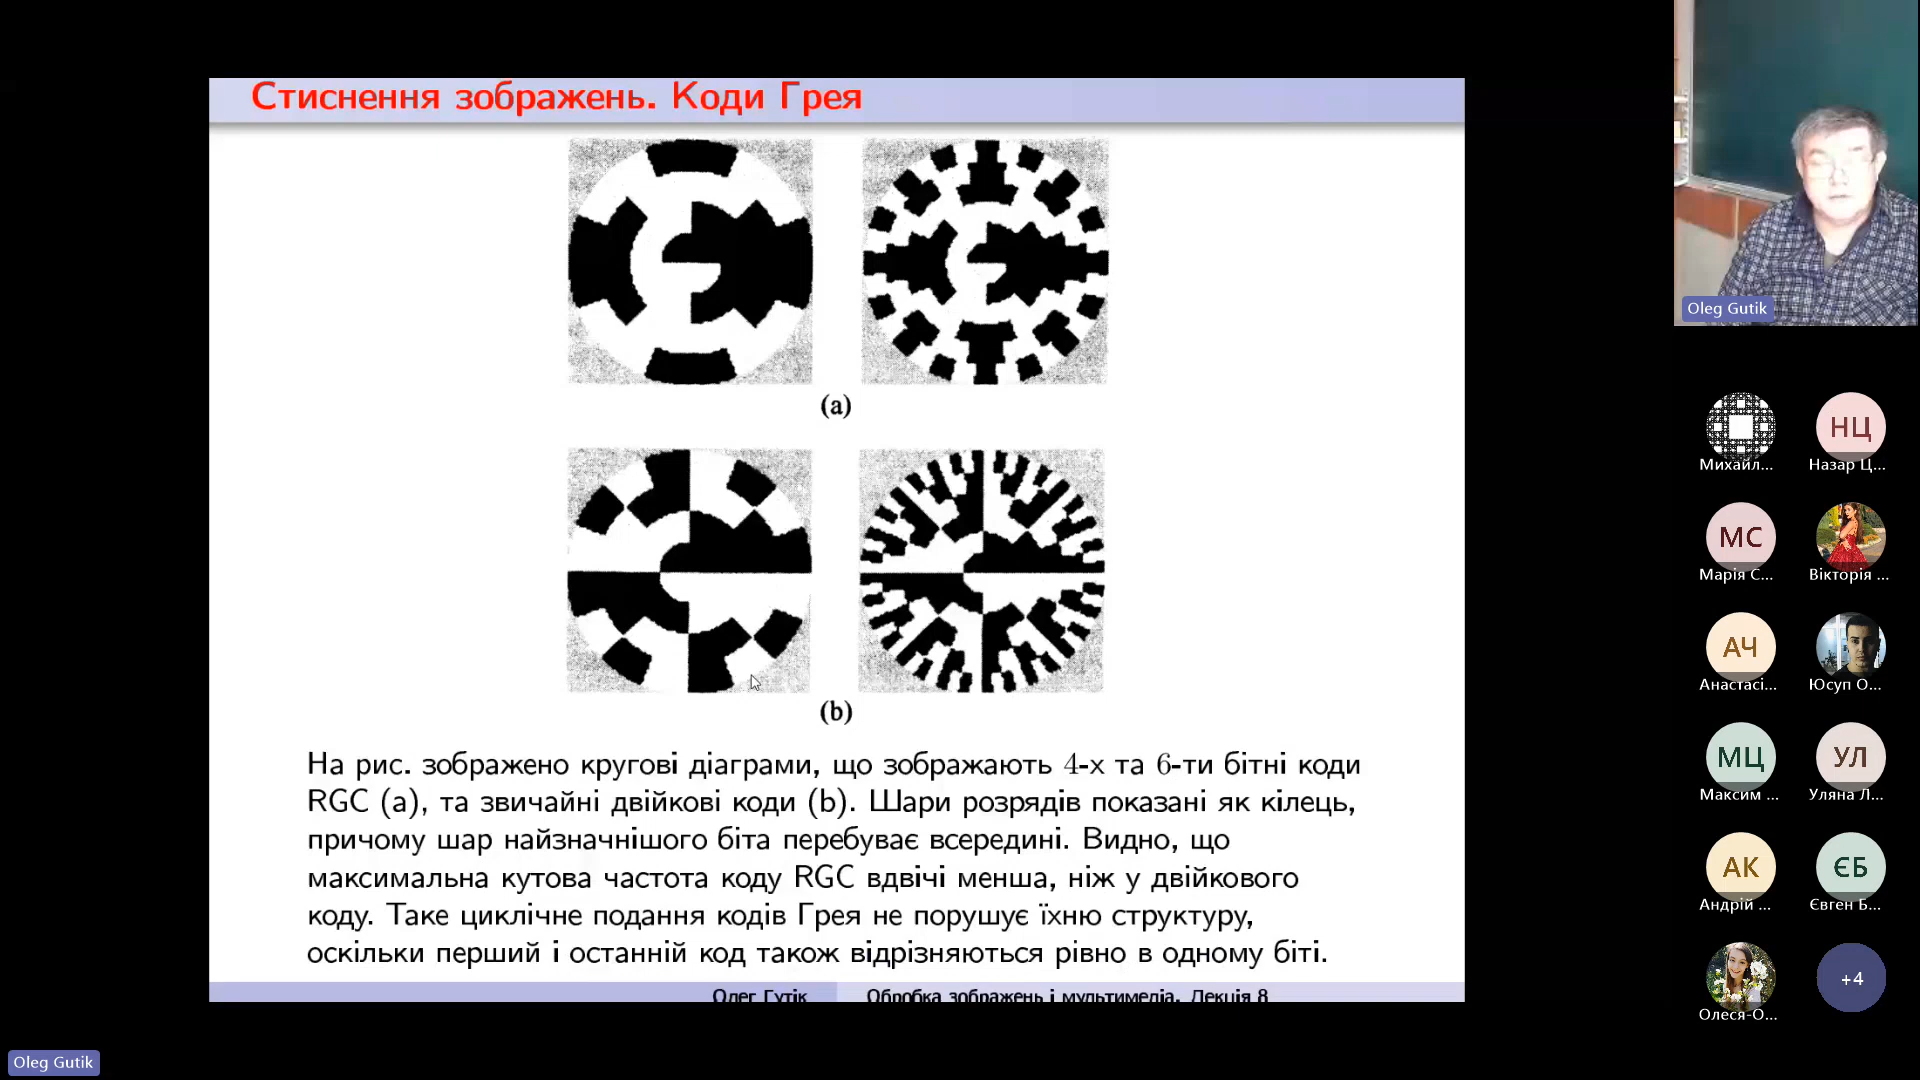 Стиснення зображень. Коди Грея
(a)
(b)
На рис. зображено кругові діаграми, що зображають 4-х та 6-ти бітні коди
RGC (a), та звичайні двійкові коди (b). Шари розрядів показані як кілець,
причому шар найзначнішого біта перебуває всередині. Видно, що
максимальна кутова частота коду RGC вдвічі менша, ніж у двійкового
коду. Таке циклічне подання кодів Грея не порушує їхню структуру,
оскільки перший і останній код також відрізняються рівно в одному біті.
Олег Гутік
Обробка зображень і мультимедіа. Лекція 8
Oleg Gutik
Михайл...
НЦ
Назар Ц...
МС
Марія С...
Вікторія ...
АЧ
Анастасі...
Юсуп О...
МЦ
Максим ...
УЛ
Уляна Л...
АК
Андрій ...
ЄБ
Євген Б...
Олеся-О...
+4
Oleg Gutik